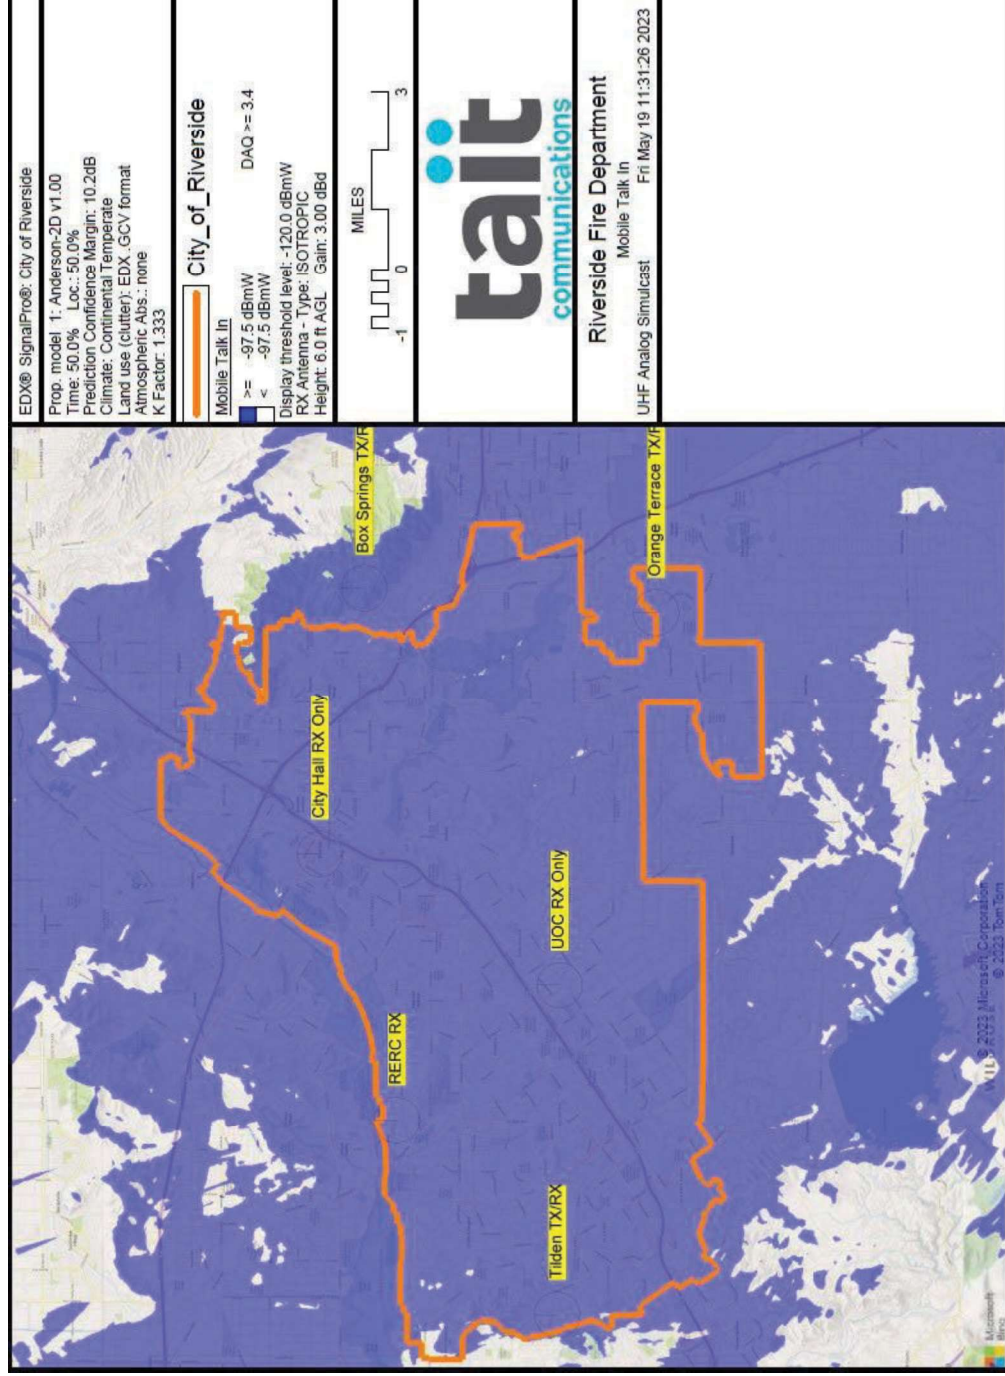 EDX® SignalPro®: City of Riverside
Prop. model 1: Anderson-2D v1.00
Time: 50.0% Loc.: 50.0%
Prediction Confidence Margin: 10.2dB
Climate: Continental Temperate
Land use (clutter): EDX .GCV format
Atmospheric Abs.: none
K Factor: 1.333
City_of_Riverside
Mobile Talk In
>= -97.5 dBmW DAQ >= 3.4
< -97.5 dBmW
Display threshold level: -120.0 dBmW
RX Antenna - Type: ISOTROPIC
Height: 6.0 ft AGL Gain: 3.00 dBd
MILES
-1 0 3
tait
communications
Riverside Fire Department
Mobile Talk In
UHF Analog Simulcast Fri May 19 11:31:26 2023
Box Springs TX/R
City Hall RX Only
RERC RX
Orange Terrace TX/R
UOC RX Only
Tilden TX/RX
Microsoft
Bing
© 2023 Microsoft Corporation
© 2023 TomTom